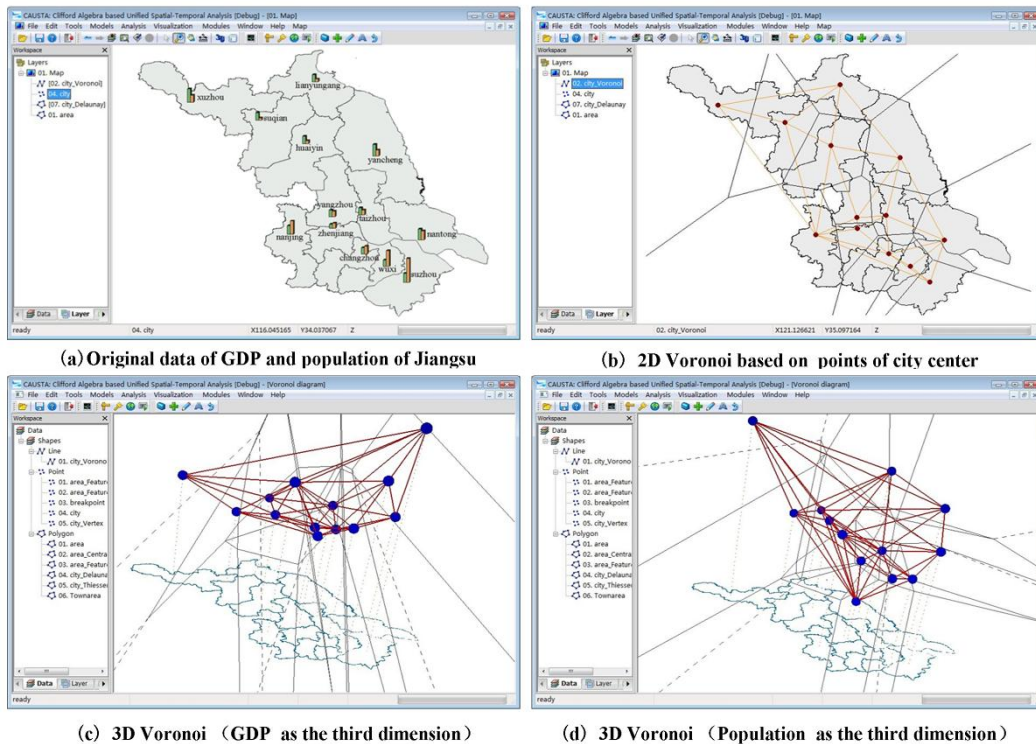 CAUSTA: Clifford Algebra based Unified Spatial-Temporal Analysis [Debug] - [01. Map]
File Edit Tools Models Analysis Visualization Modules Window Help Map
Workspace
Layers
01. Map
[02. city_Voronoi]
04. city
[07. city_Delaunay]
01. area
Data Layer
lianyungang
xuzhou
suqian
huaiyin
yancheng
yangzhou
taizhou
zhenjiang
nanjing
nantong
changzhou
wuxi
suzhou
ready 04. city X116.045165 Y34.037067 Z
(a) Original data of GDP and population of Jiangsu
CAUSTA: Clifford Algebra based Unified Spatial-Temporal Analysis [Debug] - [01. Map]
File Edit Tools Models Analysis Visualization Modules Window Help Map
Workspace
Layers
01. Map
02. city_Voronoi
04. city
07. city_Delaunay
01. area
Data Layer
ready 02. city_Voronoi X121.126621 Y35.097164 Z
(b) 2D Voronoi based on points of city center
CAUSTA: Clifford Algebra based Unified Spatial-Temporal Analysis [Debug] - [Voronoi diagram]
File Edit Tools Models Analysis Visualization Modules Window Help
Workspace
Data
Shapes
Line
01. city_Vorono
Point
01. area_Feature
02. area_Feature
03. breakpoint
04. city
05. city_Vertex
Polygon
01. area
02. area_Centra
03. area_Feature
04. city_Delauna
05. city_Thiesse
06. Townarea
Data Layer
ready
(c) 3D Voronoi （GDP as the third dimension）
CAUSTA: Clifford Algebra based Unified Spatial-Temporal Analysis [Debug] - [Voronoi diagram]
File Edit Tools Models Analysis Visualization Modules Window Help
Workspace
Data
Shapes
Line
01. city_Vorono
Point
01. area_Feature
02. area_Feature
03. breakpoint
04. city
05. city_Vertex
Polygon
01. area
02. area_Centra
03. area_Feature
04. city_Delauna
05. city_Thiesse
06. Townarea
Data Layer
ready
(d) 3D Voronoi （Population as the third dimension）